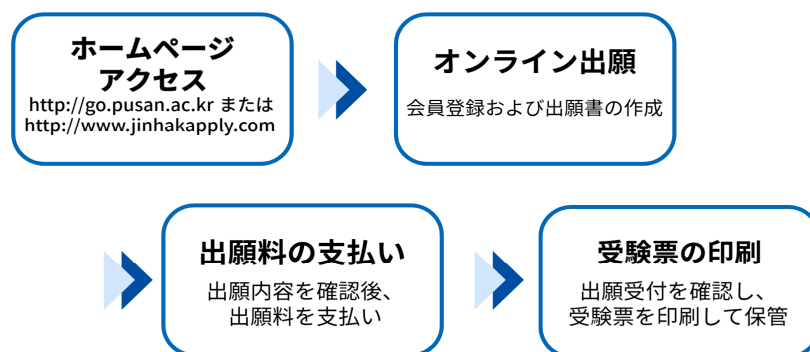 ホームページ
アクセス
http://go.pusan.ac.kr または
http://www.jinhakapply.com
オンライン出願
会員登録および出願書の作成
出願料の支払い
出願内容を確認後、
出願料を支払い
受験票の印刷
出願受付を確認し、
受験票を印刷して保管